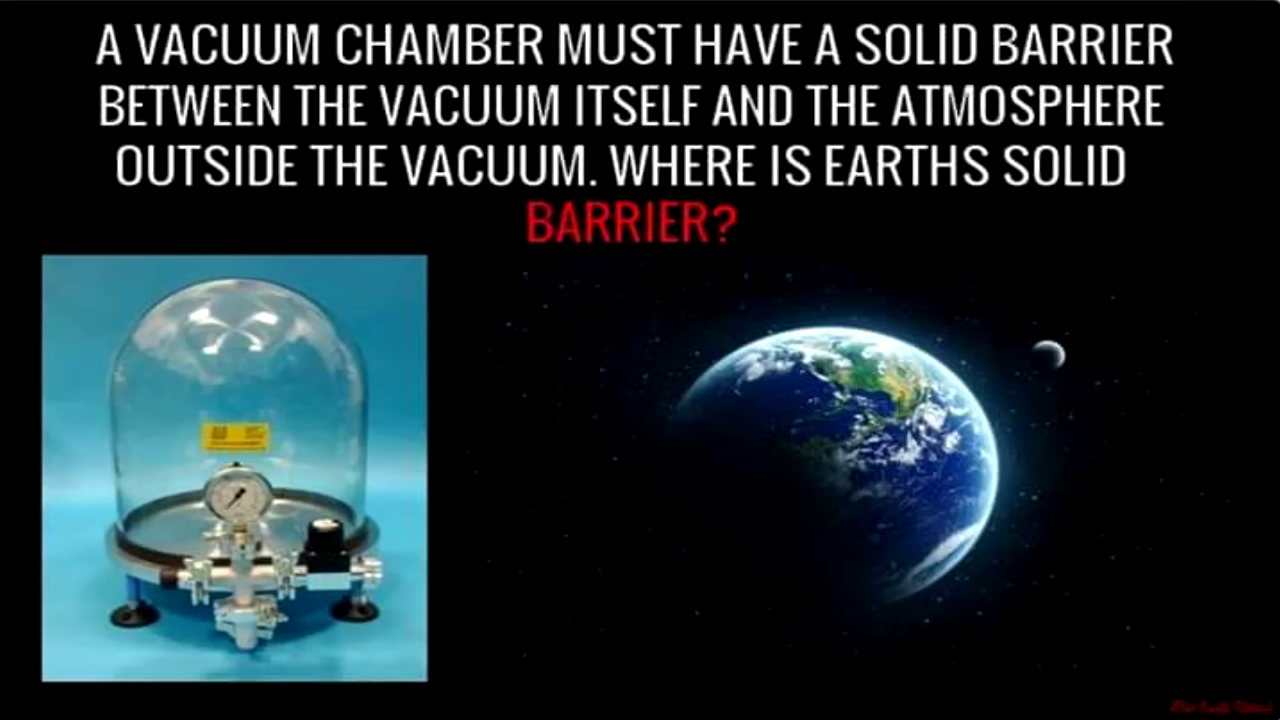 A VACUUM CHAMBER MUST HAVE A SOLID BARRIER
BETWEEN THE VACUUM ITSELF AND THE ATMOSPHERE
OUTSIDE THE VACUUM. WHERE IS EARTHS SOLID
BARRIER?